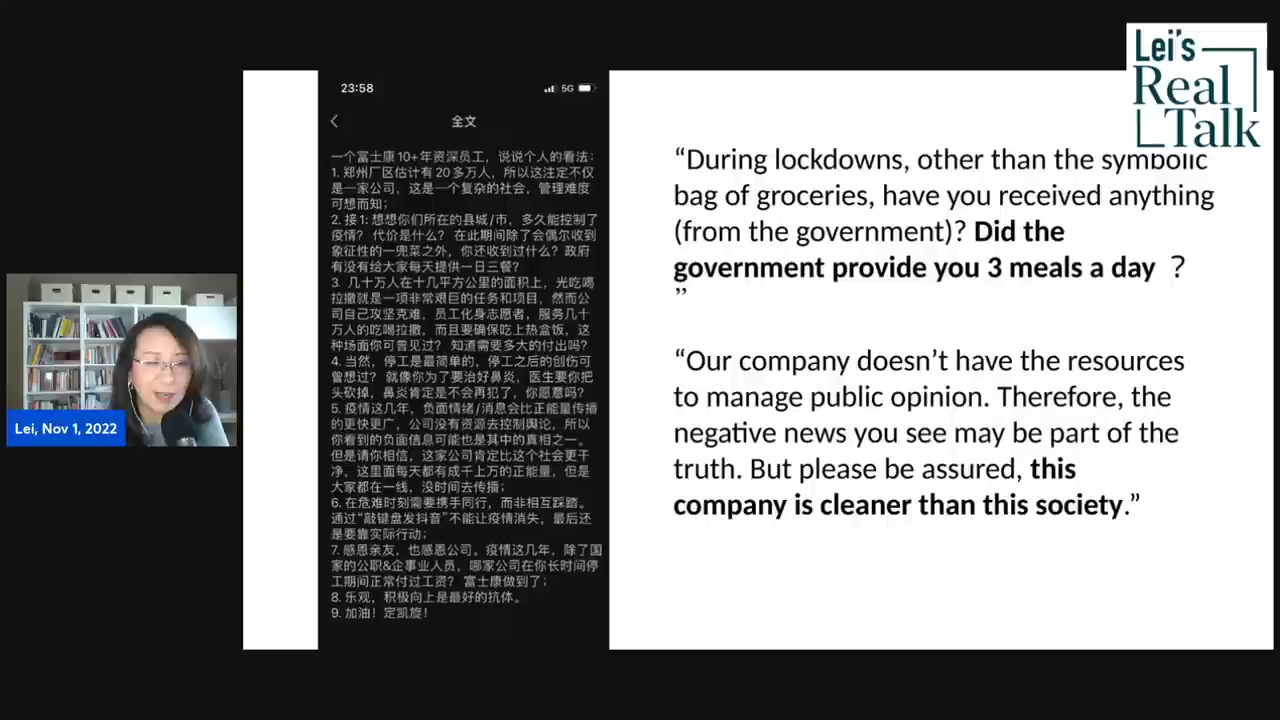 Lei's
Real
Talk
23:58
5G
全文
一个富士康10+年资深员工，说说个人的看法：
1. 郑州厂区估计有20多万人，所以这注定不仅
是一家公司，这是一个复杂的社会，管理难度
可想而知；
2. 接1: 想想你们所在的县城/市，多久能控制了
疫情？ 代价是什么？ 在此期间除了会偶尔收到
象征性的一兜菜之外，你还收到过什么？政府
有没有给大家每天提供一日三餐？
3. 几十万人在十几平方公里的面积上，光吃喝
拉撒就是一项非常艰巨的任务和项目，然而公
司自己攻坚克难，员工化身志愿者，服务几十
万人的吃喝拉撒，而且要确保吃上热盒饭，这
种场面你可曾见过？ 知道需要多大的付出吗？
4. 当然，停工是最简单的，停工之后的创伤可
曾想过？ 就像你为了要治好鼻炎，医生要你把
头砍掉，鼻炎肯定是不会再犯了，你愿意吗？
5. 疫情这几年，负面情绪/消息会比正能量传播
的更快更广，公司没有资源去控制舆论，所以
你看到的负面信息可能也是其中的真相之一。
但是请你相信，这家公司肯定比这个社会更干
净，这里面每天都有成千上万的正能量，但是
大家都在一线，没时间去传播；
6. 在危难时刻需要携手同行，而非相互踩踏。
通过“敲键盘发抖音”不能让疫情消失，最后还
是要靠实际行动；
7. 感恩亲友，也感恩公司。疫情这几年，除了国
家的公职&企事业人员，哪家公司在你长时间停
工期间正常付过工资？ 富士康做到了；
8. 乐观，积极向上是最好的抗体。
9. 加油！定凯旋！
“During lockdowns, other than the symbolic
bag of groceries, have you received anything
(from the government)? Did the
government provide you 3 meals a day ？
”
“Our company doesn’t have the resources
to manage public opinion. Therefore, the
negative news you see may be part of the
truth. But please be assured, this
company is cleaner than this society.”
Lei, Nov 1, 2022